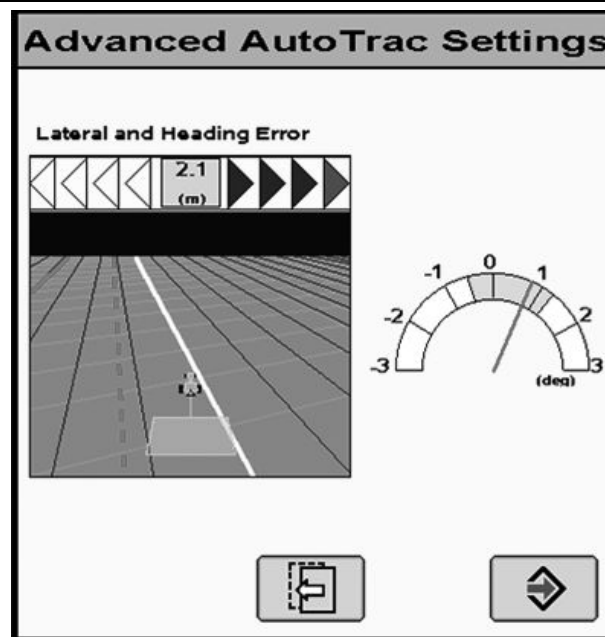 Advanced AutoTrac Settings
Lateral and Heading Error
2.1
(m)
-3
-2
-1
0
1
2
3
(deg)